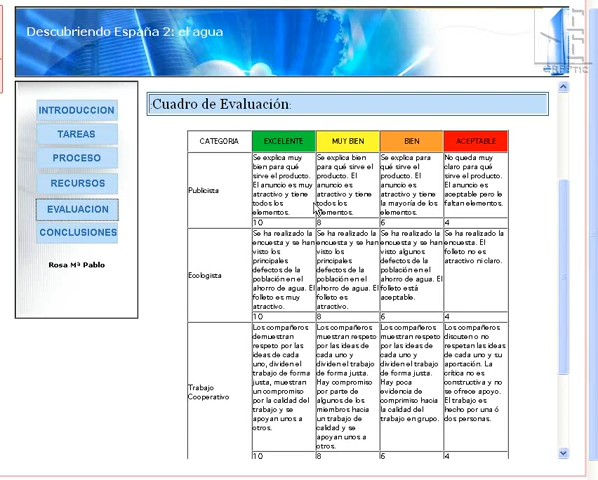 Descubriendo España 2: el agua
INTRODUCCION
TAREAS
PROCESO
RECURSOS
EVALUACION
CONCLUSIONES
Rosa Mª Pablo
:Cuadro de Evaluación:
CATEGORIA
EXCELENTE
MUY BIEN
BIEN
ACEPTABLE
Publicista
Se explica muy
bien para qué
sirve el producto.
El anuncio es muy
atractivo y tiene
todos los
elementos.
Se explica bien
para qué sirve el
producto. El
anuncio es
atractivo y tiene
todos los
elementos.
Se explica para
qué sirve el
producto. El
anuncio es
atractivo y tiene
la mayoría de los
elementos.
No queda muy
claro para qué
sirve el producto.
El anuncio es
aceptable pero le
faltan elementos.
10
8
6
4
Ecologista
Se ha realizado la
encuesta y se han
visto los
principales
defectos de la
población en el
ahorro de agua. El
folleto es muy
atractivo.
Se ha realizado la
encuesta y se han
visto los
principales
defectos de la
población en el
ahorro de agua. El
folleto es
atractivo.
Se ha realizado la
encuesta y se han
visto algunos
defectos de la
población en el
ahorro de agua. El
folleto está
aceptable.
Se ha realizado la
encuesta. El
folleto no es
atractivo ni claro.
10
8
6
4
Trabajo
Cooperativo
Los compañeros
demuestran
respeto por las
ideas de cada
uno, dividen el
trabajo de forma
justa, muestran
un compromiso
por la calidad del
trabajo y se
apoyan unos a
otros.
Los compañeros
muestran respeto
por las ideas de
cada uno y
dividen el trabajo
de forma justa.
Hay compromiso
por parte de
algunos de los
miembros hacia
un trabajo de
calidad y se
apoyan unos a
otros.
Los compañeros
muestran respeto
por las ideas de
cada uno y
dividen el trabajo
de forma justa.
Hay poca
evidencia de
comprimiso hacia
la calidad del
trabajo en grupo.
Los compañeros
discuten o no
respetan las ideas
de cada uno y su
aportación. La
crítica no es
constructiva y no
se ofrece apoyo.
El trabajo es
hecho por una ó
dos personas.
10
8
6
4